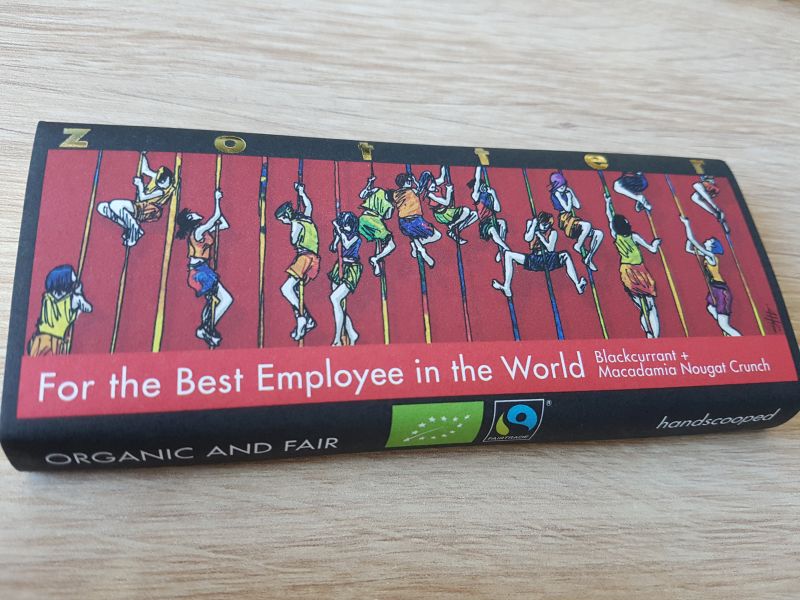 zotter
For the Best Employee in the World
Blackcurrant +
Macadamia Nougat Crunch
ORGANIC AND FAIR
FAIRTRADE
®
handscooped